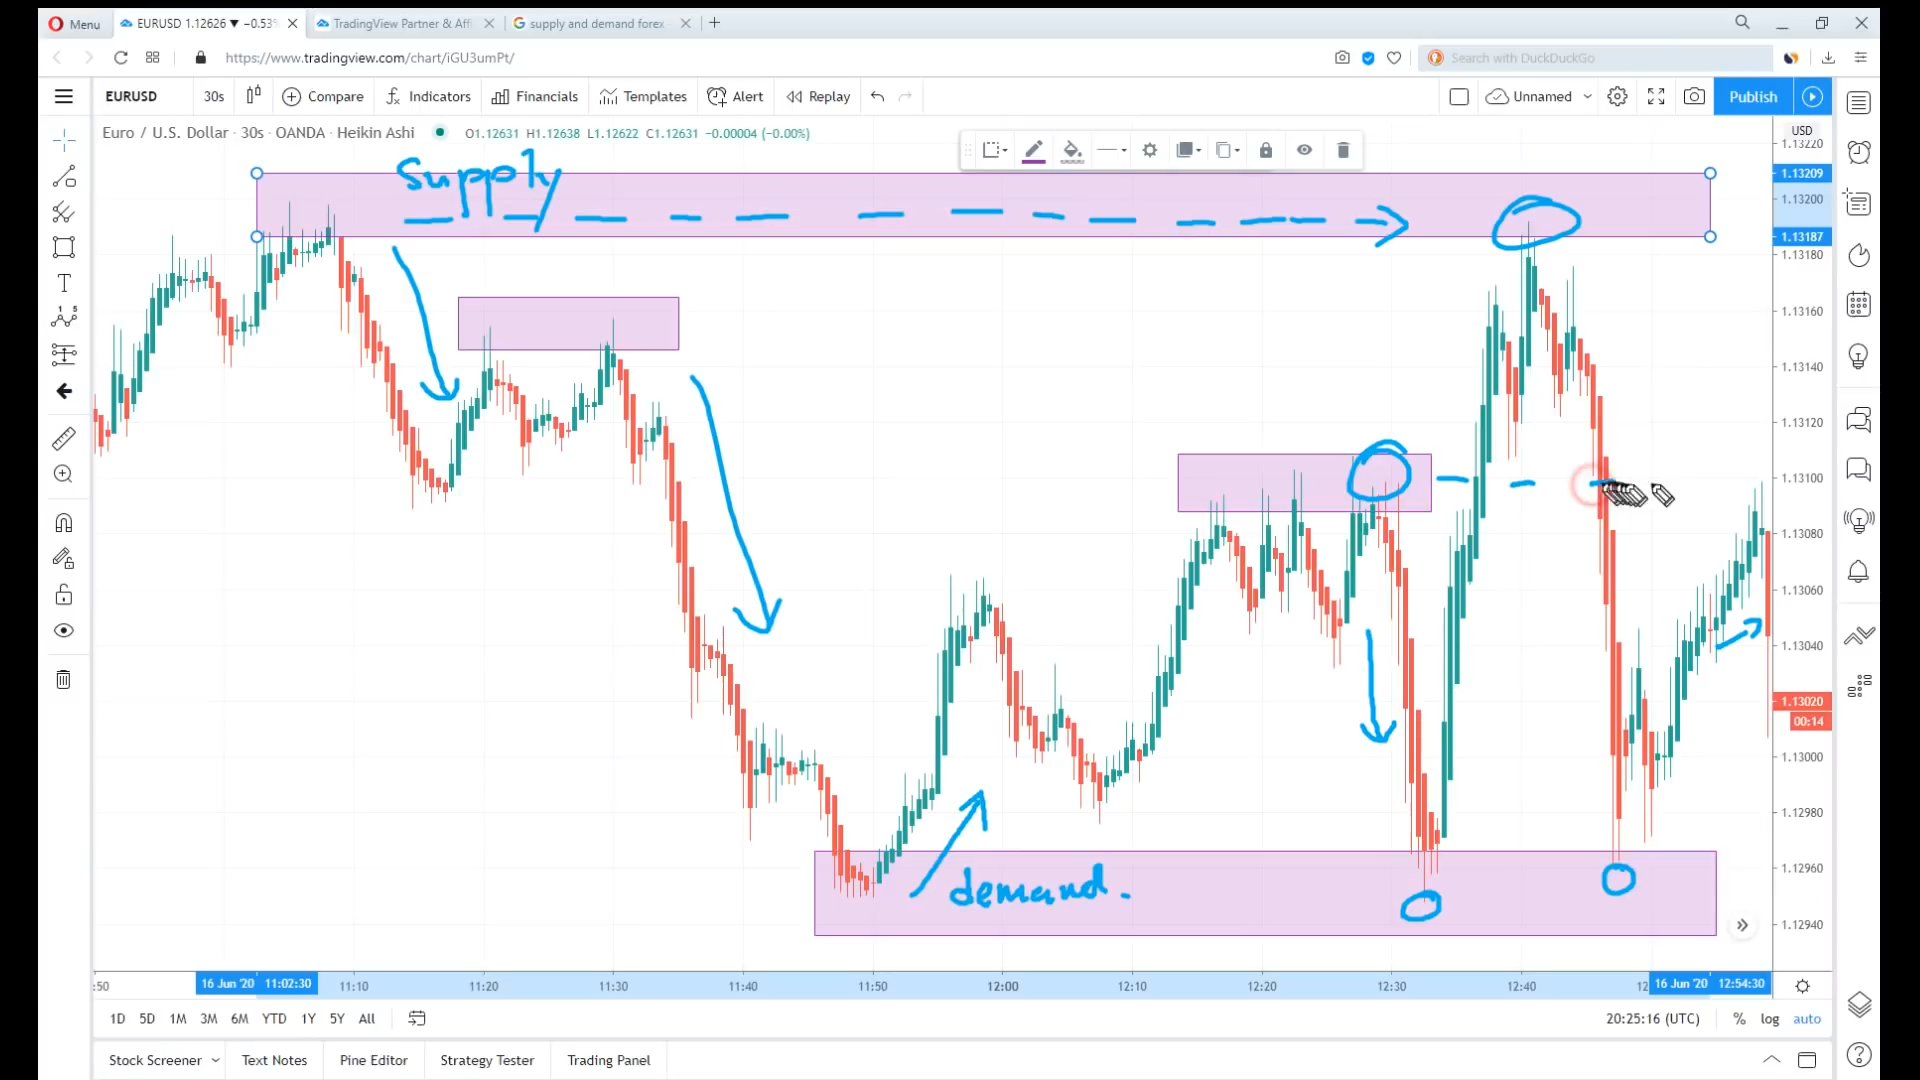 Menu
EURUSD 1.12626 ▼ −0.53%
TradingView Partner & Affi
supply and demand forex
https://www.tradingview.com/chart/iGU3umPt/
Search with DuckDuckGo
EURUSD
30s
Compare
Indicators
Financials
Templates
Alert
Replay
Unnamed
Publish
Euro / U.S. Dollar · 30s · OANDA · Heikin Ashi
O1.12631 H1.12638 L1.12622 C1.12631 −0.00004 (−0.00%)
USD
1.13220
1.13209
1.13200
1.13187
1.13180
1.13160
1.13140
1.13120
1.13100
1.13080
1.13060
1.13040
1.13020
00:14
1.13000
1.12980
1.12960
1.12940
supply
demand.
:50
16 Jun '20 11:02:30
11:10
11:20
11:30
11:40
11:50
12:00
12:10
12:20
12:30
12:40
16 Jun '20 12:54:30
1D 5D 1M 3M 6M YTD 1Y 5Y All
20:25:16 (UTC)
% log auto
Stock Screener
Text Notes
Pine Editor
Strategy Tester
Trading Panel